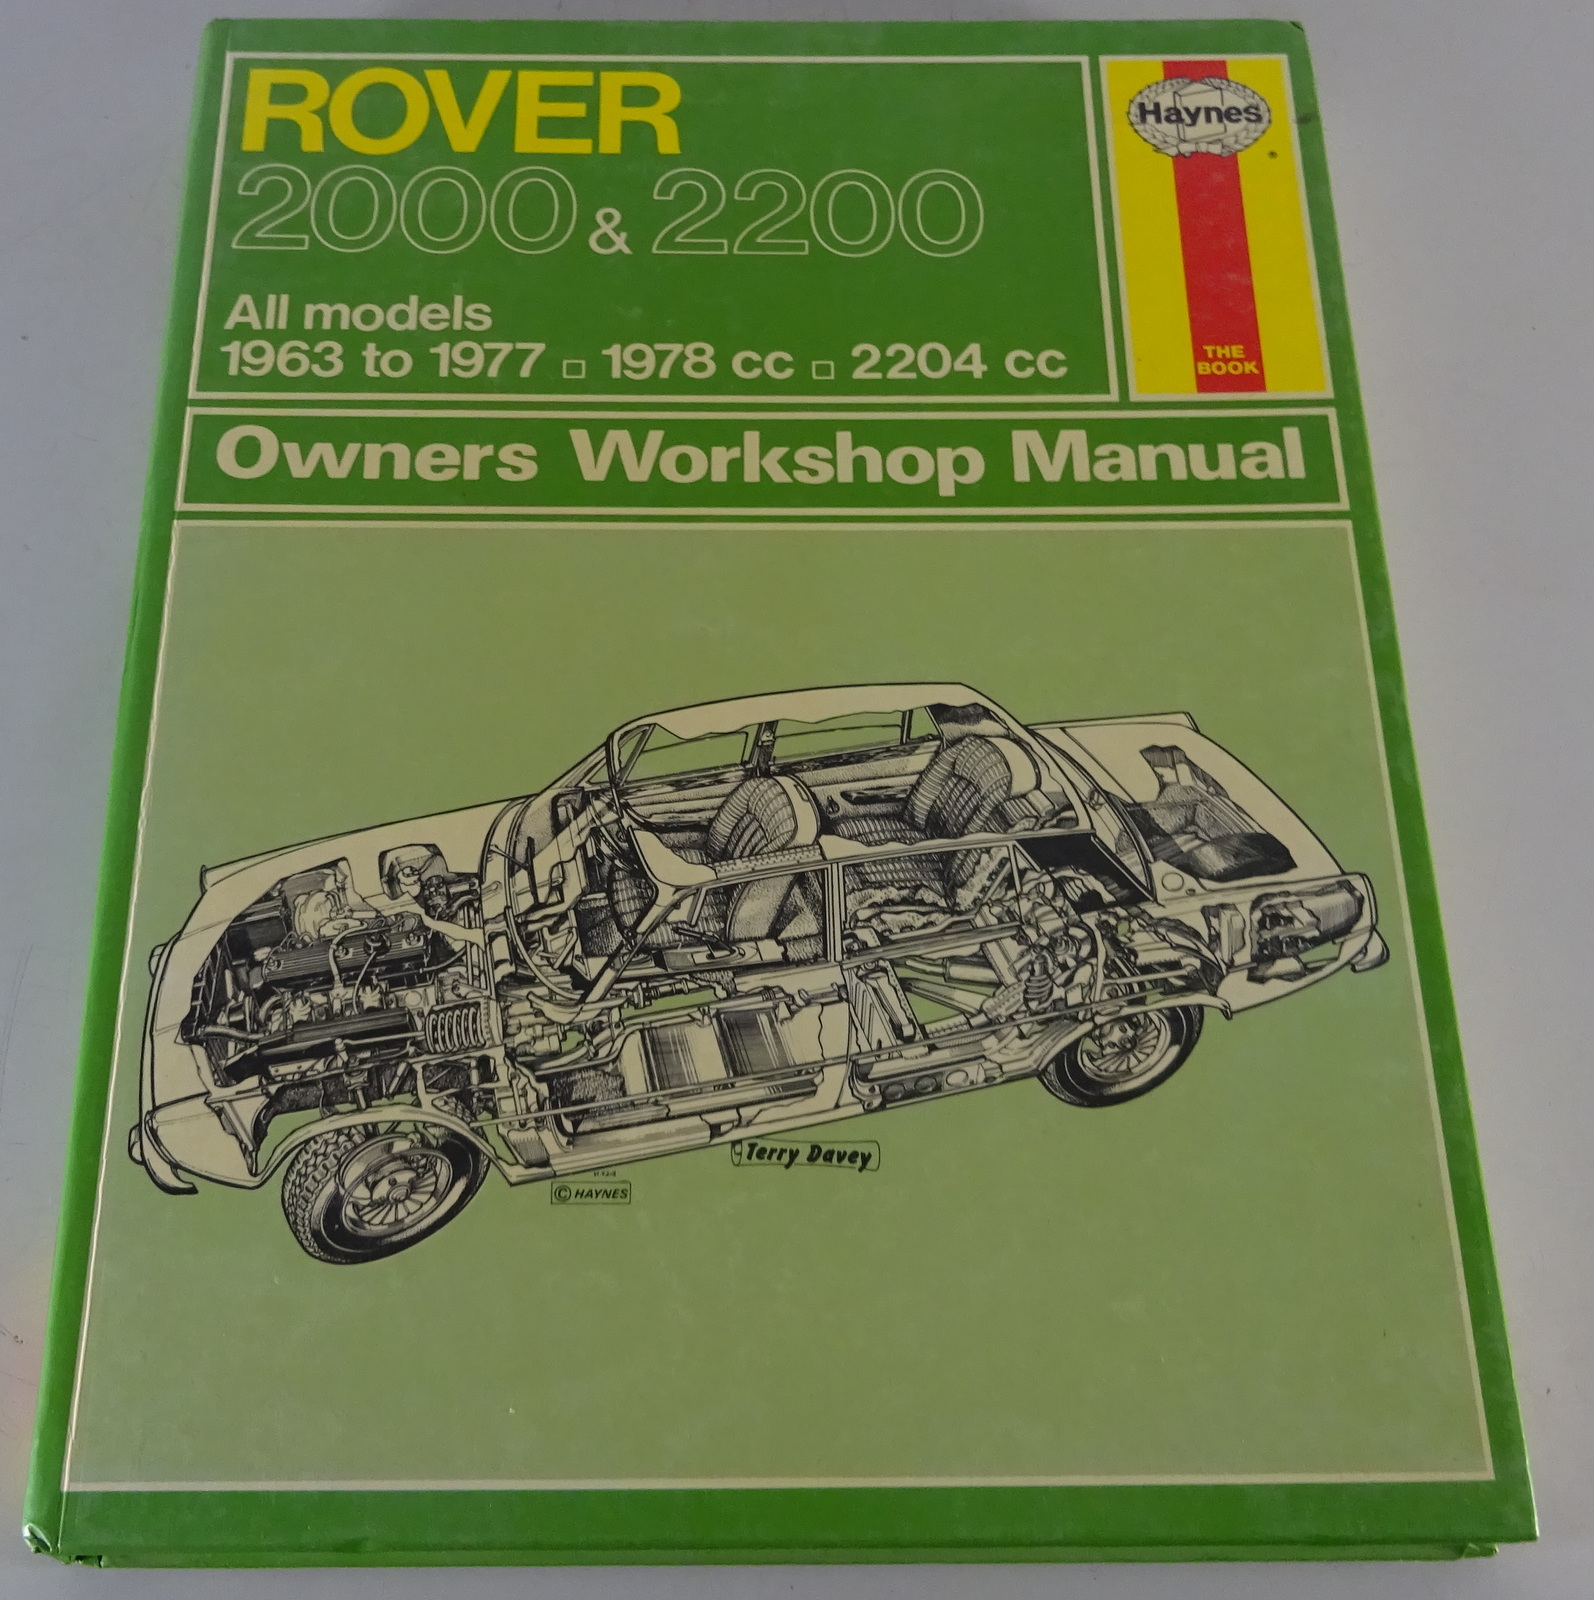 ROVER
2000 & 2200
All models
1963 to 1977 □ 1978 cc □ 2204 cc
Haynes
THE
BOOK
Owners Workshop Manual
Terry Davey
© HAYNES